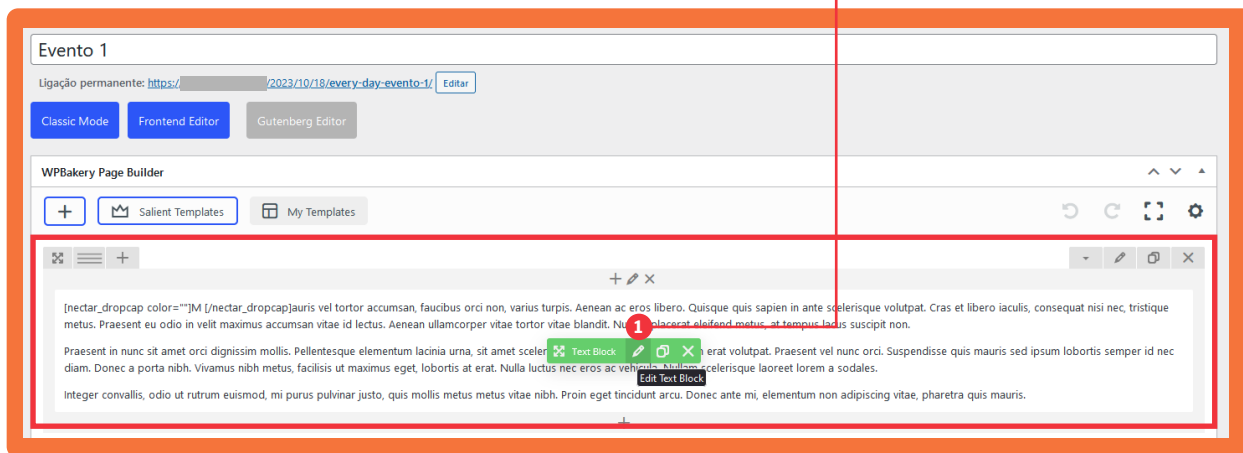 Evento 1
Ligação permanente: https:/ /2023/10/18/every-day-evento-1/ Editar
Classic Mode Frontend Editor Gutenberg Editor
WPBakery Page Builder
Salient Templates My Templates
[nectar_dropcap color=""]M [/nectar_dropcap]auris vel tortor accumsan, faucibus orci non, varius turpis. Aenean ac eros libero. Quisque quis sapien in ante scelerisque volutpat. Cras et libero iaculis, consequat nisi nec, tristique
metus. Praesent eu odio in velit maximus accumsan vitae id lectus. Aenean ullamcorper vitae tortor vitae blandit. placerat eleifend metus, at tempus lacus suscipit non.
1
Praesent in nunc sit amet orci dignissim mollis. Pellentesque elementum lacinia urna, sit amet Text Block erat volutpat. Praesent vel nunc orci. Suspendisse quis mauris sed ipsum lobortis semper id nec
diam. Donec a porta nibh. Vivamus nibh metus, facilisis ut maximus eget, lobortis at erat. Nulla luctus nec eros ac vehicula. Nullam scelerisque laoreet lorem a sodales.
Edit Text Block
Integer convallis, odio ut rutrum euismod, mi purus pulvinar justo, quis mollis metus metus vitae nibh. Proin eget tincidunt arcu. Donec ante mi, elementum non adipiscing vitae, pharetra quis mauris.